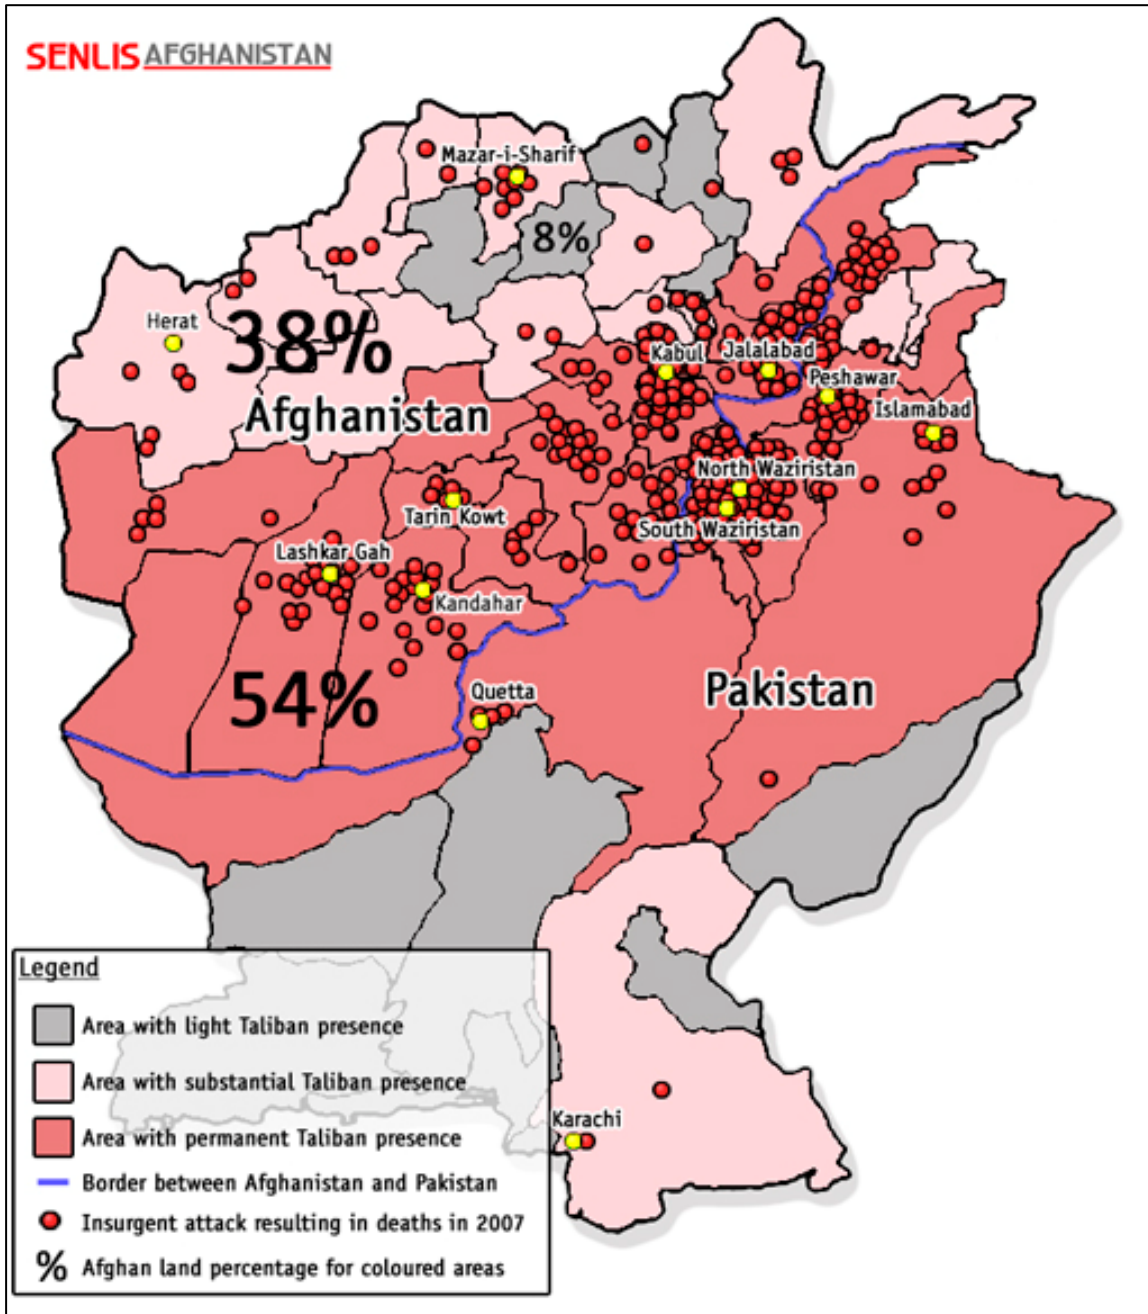 SENLIS AFGHANISTAN
Mazar-i-Sharif
8%
Herat
38%
Kabul
Jalalabad
Peshawar
Islamabad
Afghanistan
North Waziristan
Tarin Kowt
South Waziristan
Lashkar Gah
Kandahar
54%
Quetta
Pakistan
Legend
Area with light Taliban presence
Area with substantial Taliban presence
Area with permanent Taliban presence
Border between Afghanistan and Pakistan
Insurgent attack resulting in deaths in 2007
% Afghan land percentage for coloured areas
Karachi